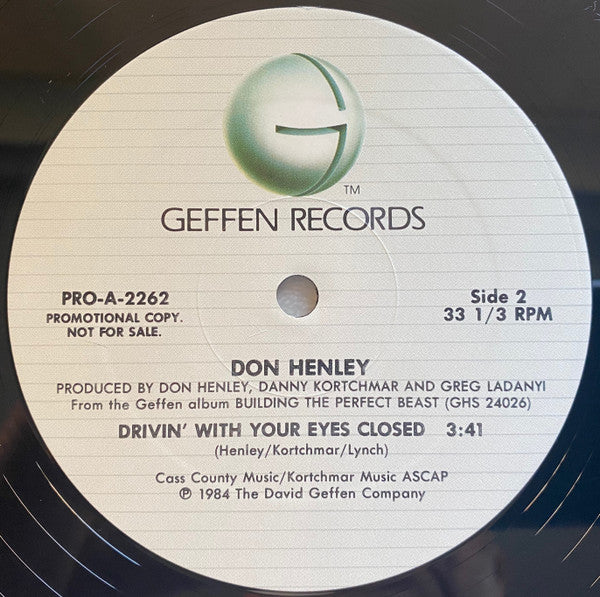 G
TM
GEFFEN RECORDS
PRO-A-2262
PROMOTIONAL COPY.
NOT FOR SALE.
Side 2
33 1/3 RPM
DON HENLEY
PRODUCED BY DON HENLEY, DANNY KORTCHMAR AND GREG LADANYI
From the Geffen album BUILDING THE PERFECT BEAST (GHS 24026)
DRIVIN' WITH YOUR EYES CLOSED 3:41
(Henley/Kortchmar/Lynch)
Cass County Music/Kortchmar Music ASCAP
℗ 1984 The David Geffen Company